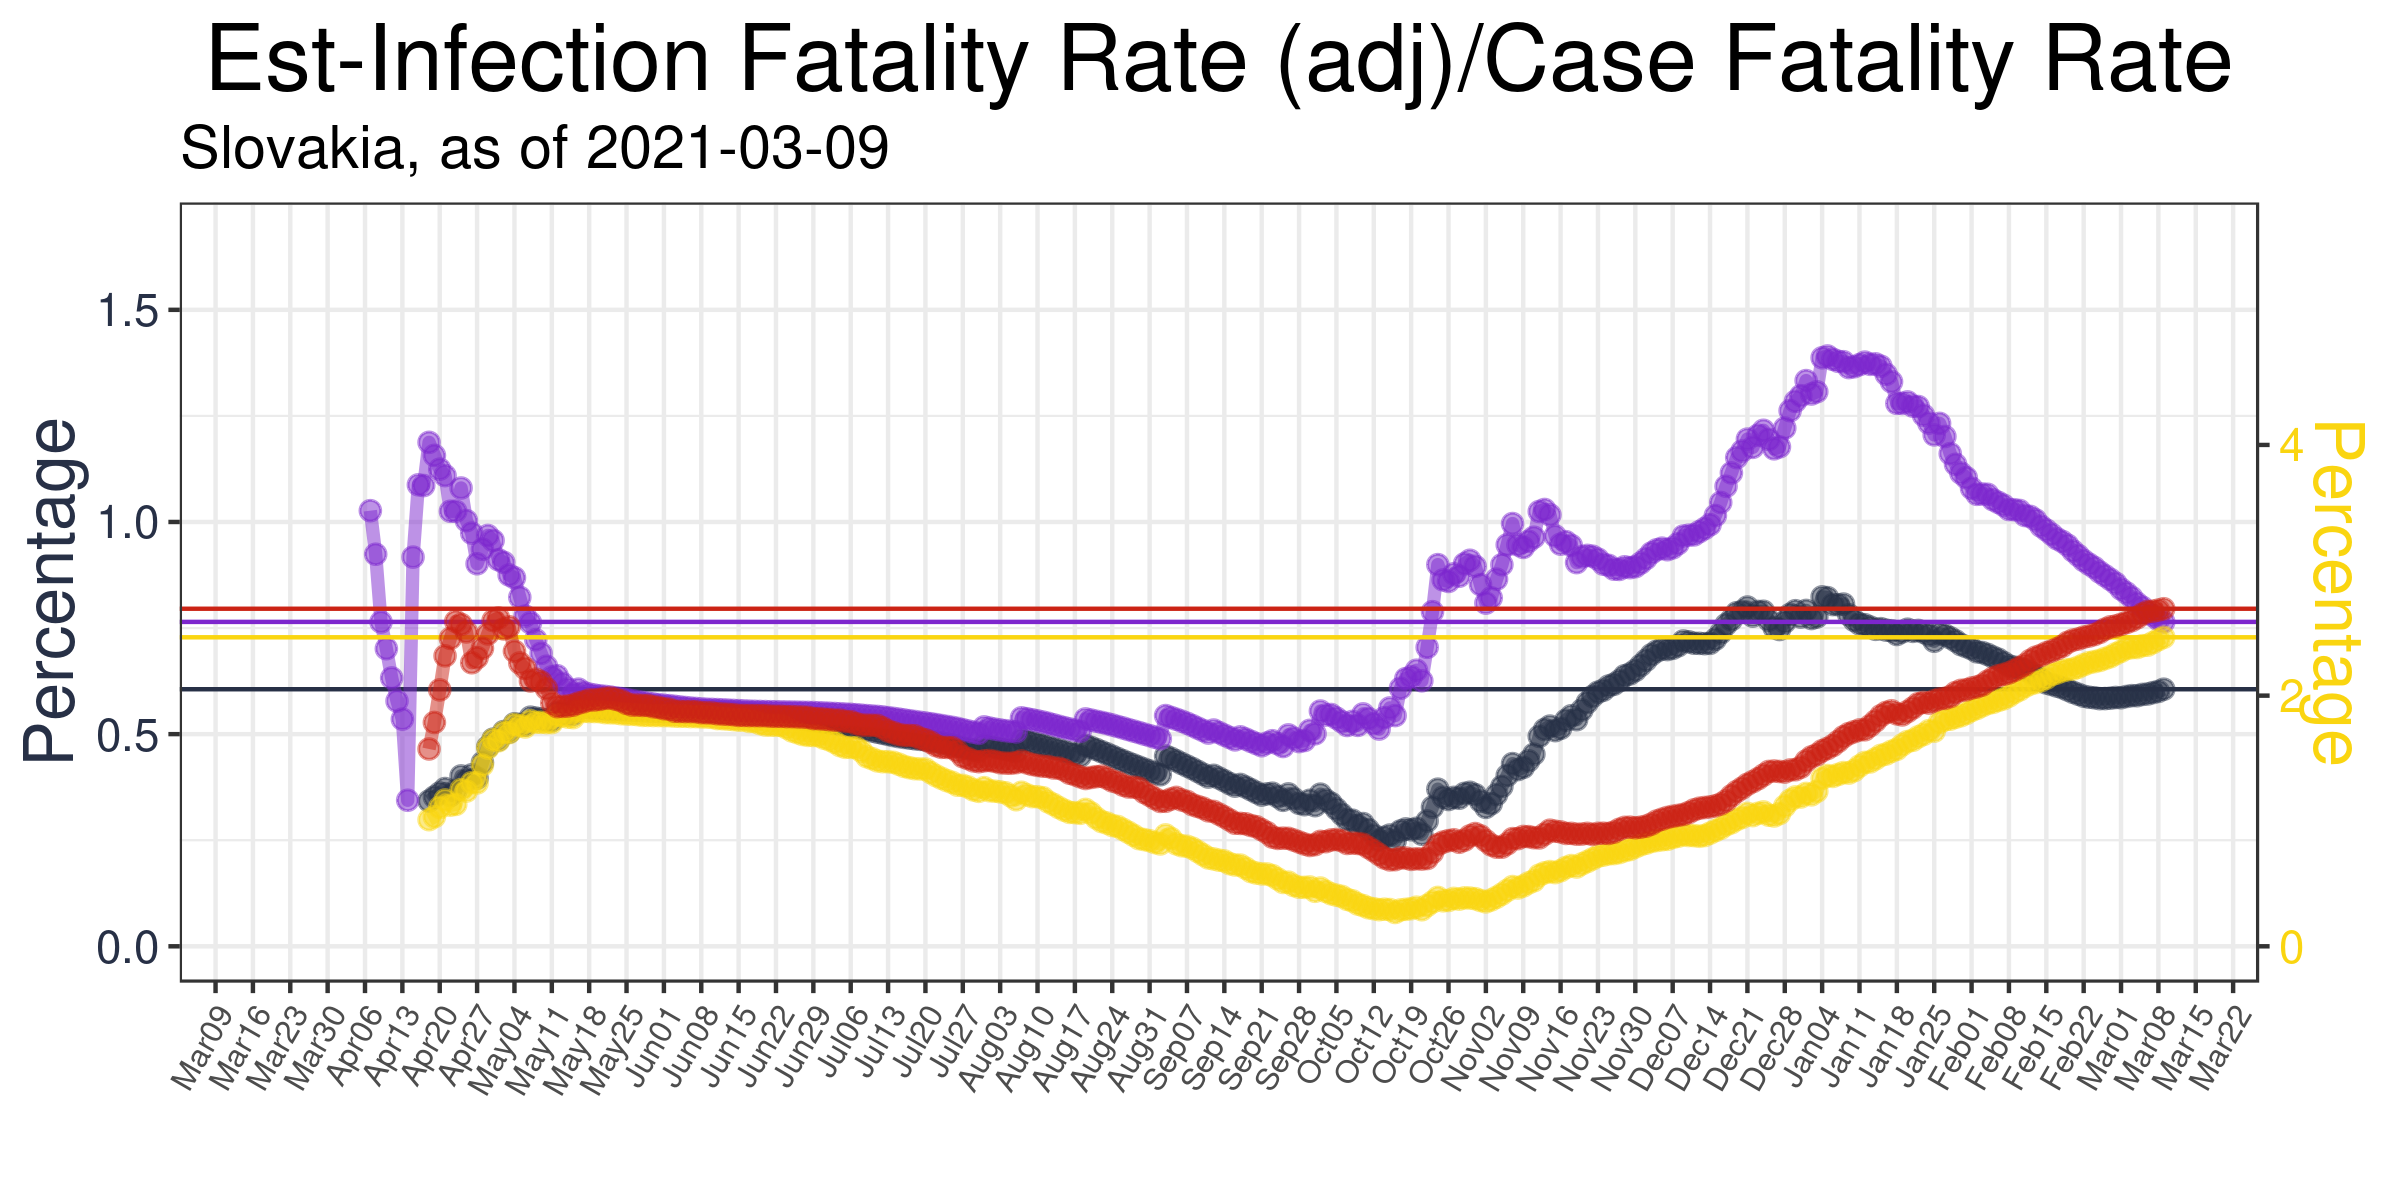 Est-Infection Fatality Rate (adj)/Case Fatality Rate
Slovakia, as of 2021-03-09
Percentage
1.5
1.0
0.5
0.0
4
2
0
Percentage
Mar09
Mar16
Mar23
Mar30
Apr06
Apr13
Apr20
Apr27
May04
May11
May18
May25
Jun01
Jun08
Jun15
Jun22
Jun29
Jul06
Jul13
Jul20
Jul27
Aug03
Aug10
Aug17
Aug24
Aug31
Sep07
Sep14
Sep21
Sep28
Oct05
Oct12
Oct19
Oct26
Nov02
Nov09
Nov16
Nov23
Nov30
Dec07
Dec14
Dec21
Dec28
Jan04
Jan11
Jan18
Jan25
Feb01
Feb08
Feb15
Feb22
Mar01
Mar08
Mar15
Mar22